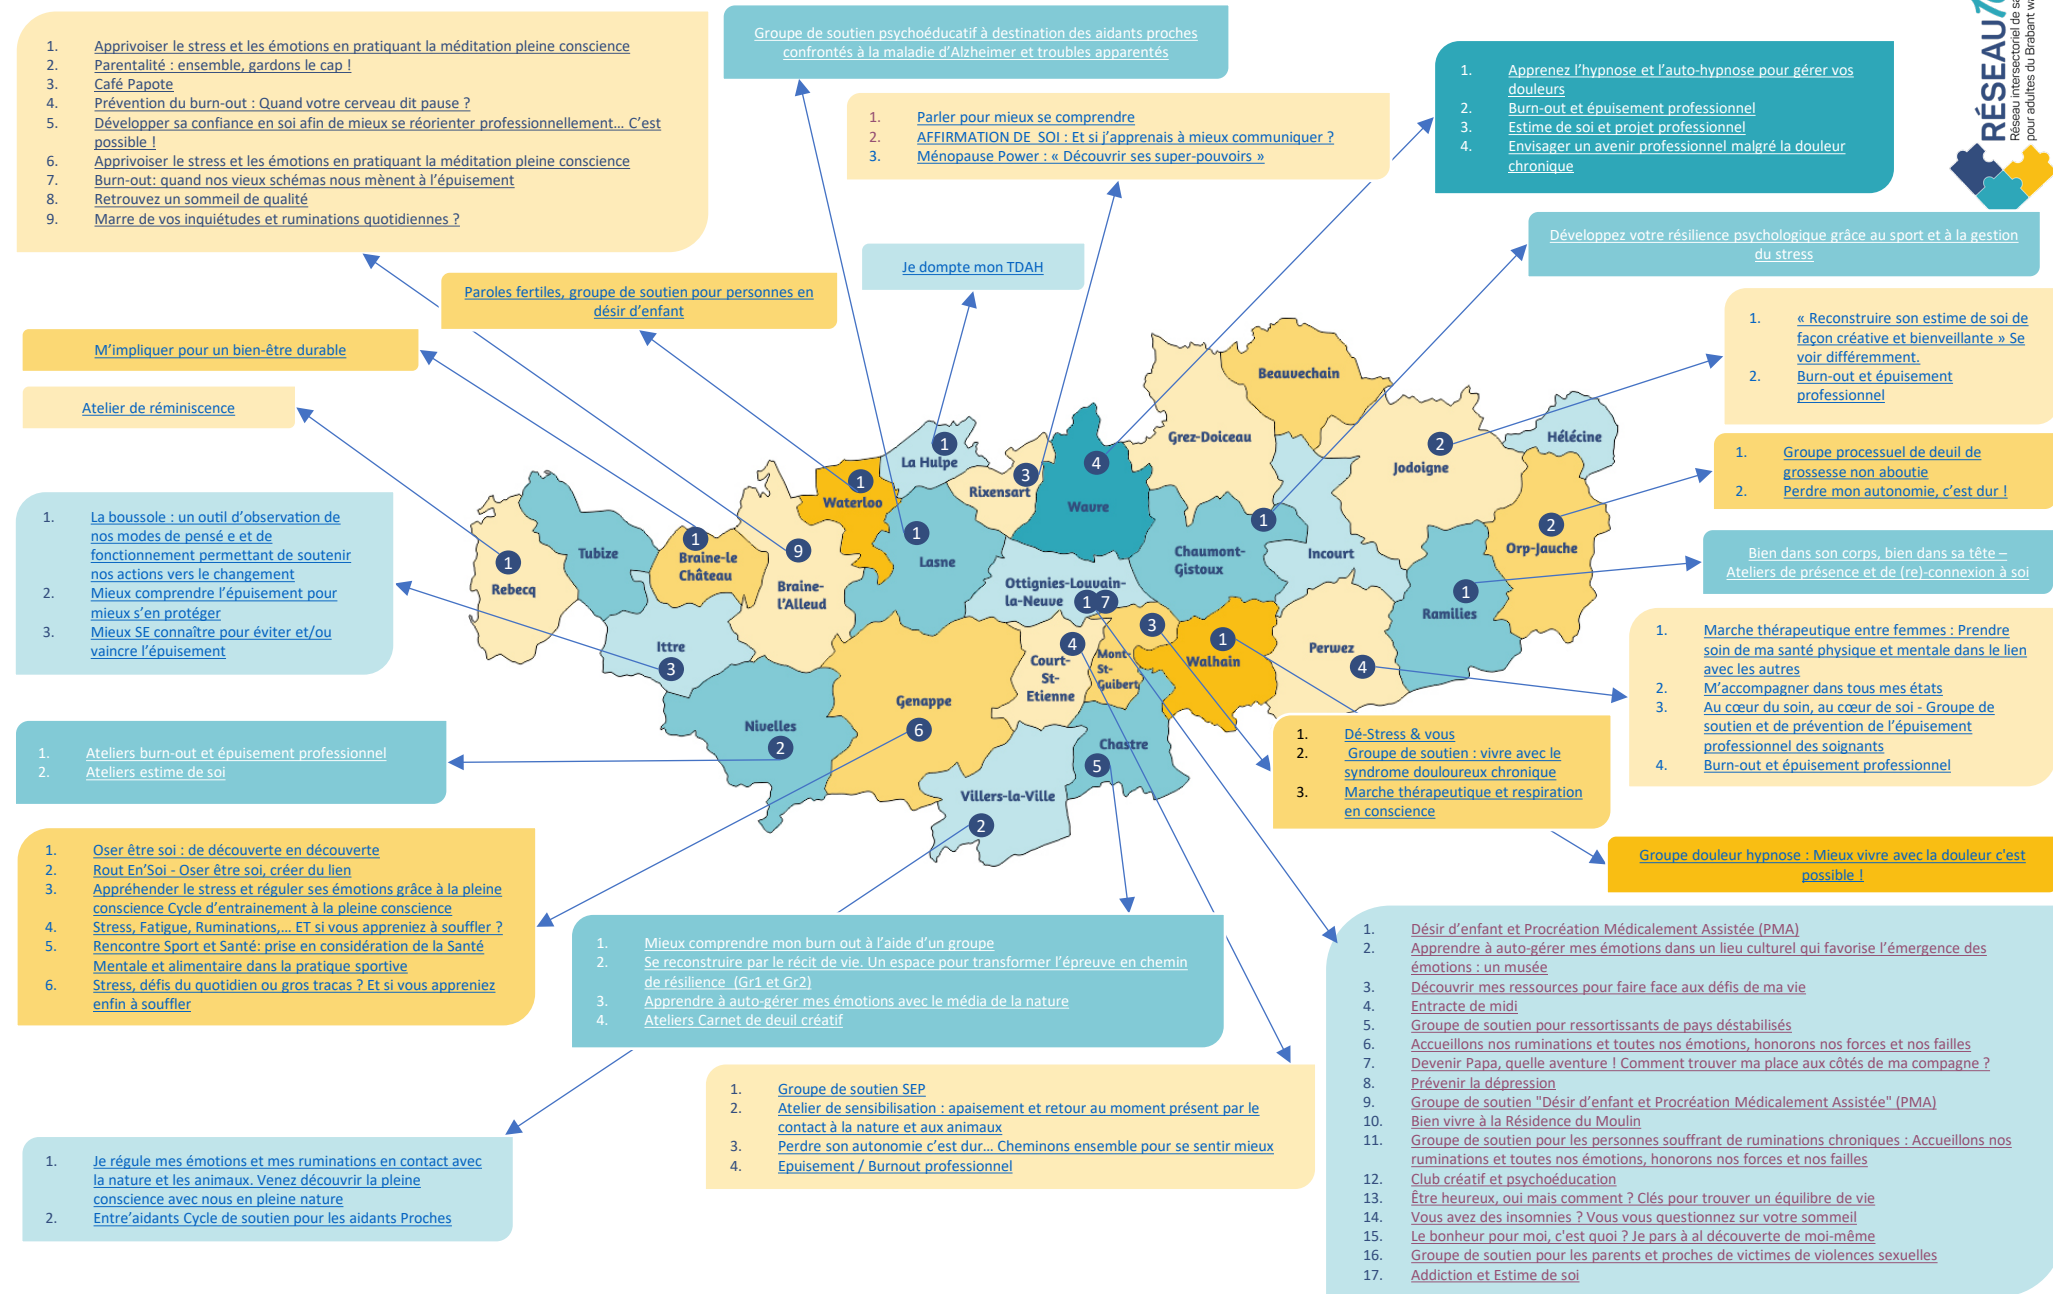 1. Apprivoiser le stress et les émotions en pratiquant la méditation pleine conscience
2. Parentalité : ensemble, gardons le cap !
3. Café Papote
4. Prévention du burn-out : Quand votre cerveau dit pause ?
5. Développer sa confiance en soi afin de mieux se réorienter professionnellement… C'est
possible !
6. Apprivoiser le stress et les émotions en pratiquant la méditation pleine conscience
7. Burn-out: quand nos vieux schémas nous mènent à l'épuisement
8. Retrouvez un sommeil de qualité
9. Marre de vos inquiétudes et ruminations quotidiennes ?
Groupe de soutien psychoéducatif à destination des aidants proches
confrontés à la maladie d'Alzheimer et troubles apparentés
1. Parler pour mieux se comprendre
2. AFFIRMATION DE SOI : Et si j'apprenais à mieux communiquer ?
3. Ménopause Power : « Découvrir ses super-pouvoirs »
1. Apprenez l'hypnose et l'auto-hypnose pour gérer vos
douleurs
2. Burn-out et épuisement professionnel
3. Estime de soi et projet professionnel
4. Envisager un avenir professionnel malgré la douleur
chronique
RÉSEAU
Réseau intersectoriel de
pour adultes du Brabant
Développez votre résilience psychologique grâce au sport et à la gestion
du stress
Je dompte mon TDAH
Paroles fertiles, groupe de soutien pour personnes en
désir d'enfant
M'impliquer pour un bien-être durable
Atelier de réminiscence
1. « Reconstruire son estime de soi de
façon créative et bienveillante » Se
voir différemment.
2. Burn-out et épuisement
professionnel
1. Groupe processuel de deuil de
grossesse non aboutie
2. Perdre mon autonomie, c'est dur !
Bien dans son corps, bien dans sa tête –
Ateliers de présence et de (re)-connexion à soi
1. La boussole : un outil d'observation de
nos modes de pensé e et de
fonctionnement permettant de soutenir
nos actions vers le changement
2. Mieux comprendre l'épuisement pour
mieux s'en protéger
3. Mieux SE connaître pour éviter et/ou
vaincre l'épuisement
Beauvechain
Grez-Doiceau
Hélécine
2
Jodoigne
1
La Hulpe
3
Rixensart
4
Wavre
1
Waterloo
1
Lasne
1
Chaumont-
Gistoux
Incourt
2
Orp-Jauche
1
Ramilies
1
Rebecq
Tubize
1
Braine-le
Château
9
Braine-
l'Alleud
Ottignies-Louvain-
la-Neuve
1 7
Ittre
3
4
Court-
St-
Etienne
3
Mont-
St-
Guibert
1
Walhain
Perwez
4
Genappe
6
Nivelles
2
Chastre
5
Villers-la-Ville
2
1. Marche thérapeutique entre femmes : Prendre
soin de ma santé physique et mentale dans le lien
avec les autres
2. M'accompagner dans tous mes états
3. Au cœur du soin, au cœur de soi - Groupe de
soutien et de prévention de l'épuisement
professionnel des soignants
4. Burn-out et épuisement professionnel
1. Dé-Stress & vous
2. Groupe de soutien : vivre avec le
syndrome douloureux chronique
3. Marche thérapeutique et respiration
en conscience
1. Ateliers burn-out et épuisement professionnel
2. Ateliers estime de soi
Groupe douleur hypnose : Mieux vivre avec la douleur c'est
possible !
1. Oser être soi : de découverte en découverte
2. Rout En'Soi - Oser être soi, créer du lien
3. Appréhender le stress et réguler ses émotions grâce à la pleine
conscience Cycle d'entrainement à la pleine conscience
4. Stress, Fatigue, Ruminations,… ET si vous appreniez à souffler ?
5. Rencontre Sport et Santé: prise en considération de la Santé
Mentale et alimentaire dans la pratique sportive
6. Stress, défis du quotidien ou gros tracas ? Et si vous appreniez
enfin à souffler
1. Mieux comprendre mon burn out à l'aide d'un groupe
2. Se reconstruire par le récit de vie. Un espace pour transformer l'épreuve en chemin
de résilience (Gr1 et Gr2)
3. Apprendre à auto-gérer mes émotions avec le média de la nature
4. Ateliers Carnet de deuil créatif
1. Désir d'enfant et Procréation Médicalement Assistée (PMA)
2. Apprendre à auto-gérer mes émotions dans un lieu culturel qui favorise l'émergence des
émotions : un musée
3. Découvrir mes ressources pour faire face aux défis de ma vie
4. Entracte de midi
5. Groupe de soutien pour ressortissants de pays déstabilisés
6. Accueillons nos ruminations et toutes nos émotions, honorons nos forces et nos failles
7. Devenir Papa, quelle aventure ! Comment trouver ma place aux côtés de ma compagne ?
8. Prévenir la dépression
9. Groupe de soutien "Désir d'enfant et Procréation Médicalement Assistée" (PMA)
10. Bien vivre à la Résidence du Moulin
11. Groupe de soutien pour les personnes souffrant de ruminations chroniques : Accueillons nos
ruminations et toutes nos émotions, honorons nos forces et nos failles
12. Club créatif et psychoéducation
13. Être heureux, oui mais comment ? Clés pour trouver un équilibre de vie
14. Vous avez des insomnies ? Vous vous questionnez sur votre sommeil
15. Le bonheur pour moi, c'est quoi ? Je pars à al découverte de moi-même
16. Groupe de soutien pour les parents et proches de victimes de violences sexuelles
17. Addiction et Estime de soi
1. Groupe de soutien SEP
2. Atelier de sensibilisation : apaisement et retour au moment présent par le
contact à la nature et aux animaux
3. Perdre son autonomie c'est dur… Cheminons ensemble pour se sentir mieux
4. Epuisement / Burnout professionnel
1. Je régule mes émotions et mes ruminations en contact avec
la nature et les animaux. Venez découvrir la pleine
conscience avec nous en pleine nature
2. Entre'aidants Cycle de soutien pour les aidants Proches